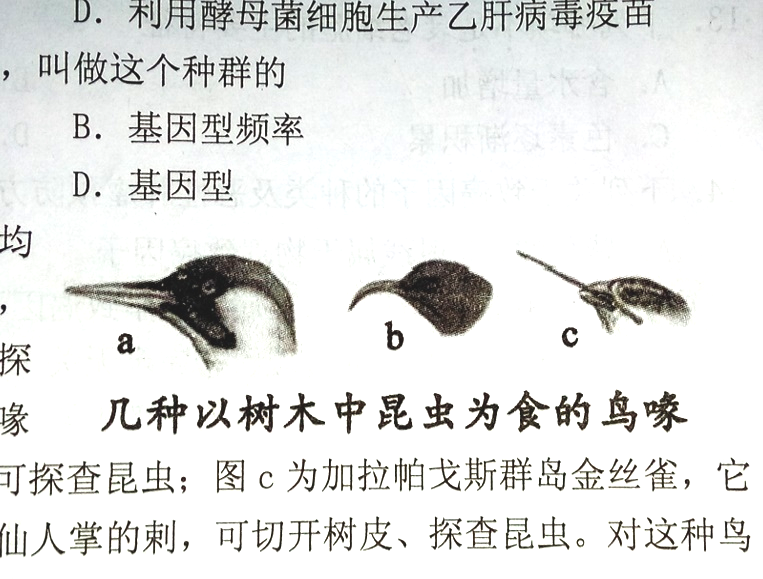 D. 利用酵母菌细胞生产乙肝病毒疫苗
，叫做这个种群的
B. 基因型频率
D. 基因型
均
，
探
喙
a
b
c
几种以树木中昆虫为食的鸟喙
可探查昆虫；图 c 为加拉帕戈斯群岛金丝雀，它
仙人掌的刺，可切开树皮、探查昆虫。对这种鸟